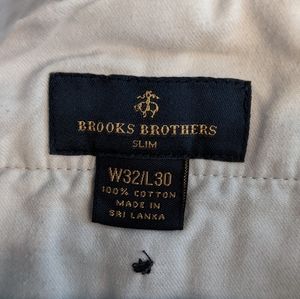 BROOKS BROTHERS
SLIM
W32/L30
100% COTTON
MADE IN
SRI LANKA